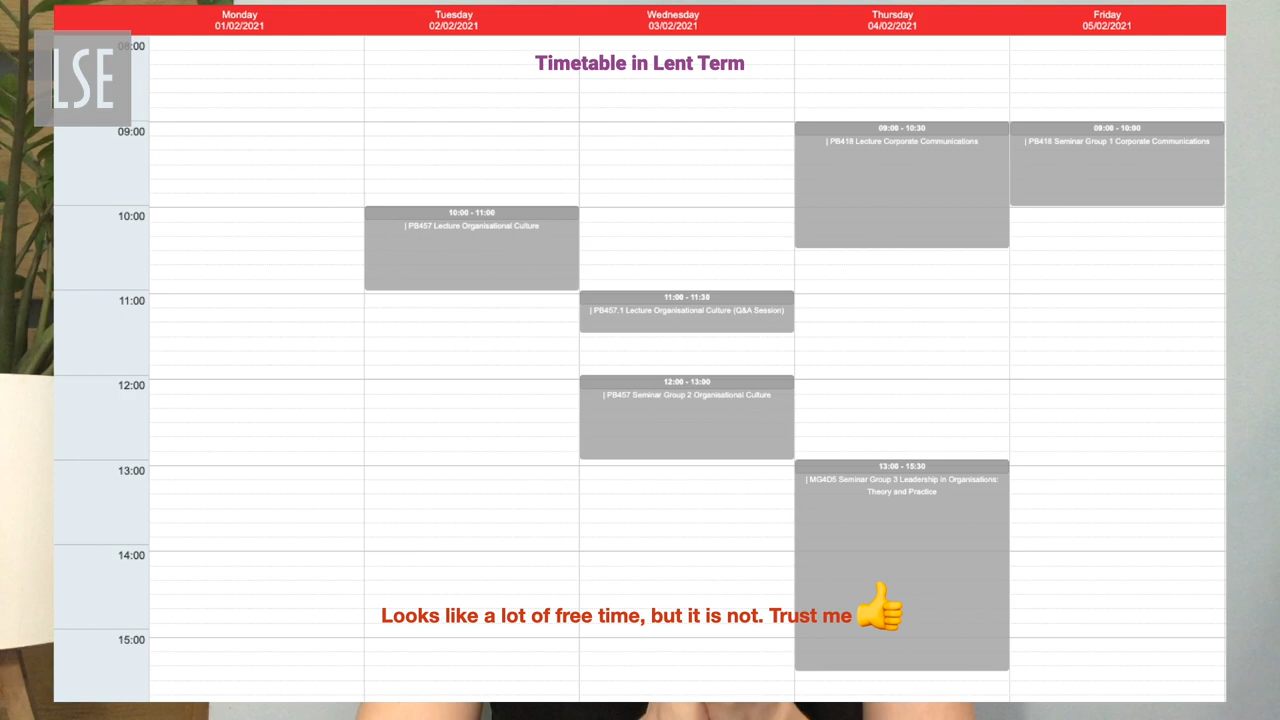 Monday
01/02/2021
Tuesday
02/02/2021
Wednesday
03/02/2021
Thursday
04/02/2021
Friday
05/02/2021
LSE
Timetable in Lent Term
08:00
09:00
09:00 - 10:30
| PB418 Lecture Corporate Communications
09:00 - 10:00
| PB418 Seminar Group 1 Corporate Communications
10:00
10:00 - 11:00
| PB457 Lecture Organisational Culture
11:00
11:00 - 11:30
| PB457.1 Lecture Organisational Culture (Q&A Session)
12:00
12:00 - 13:00
| PB457 Seminar Group 2 Organisational Culture
13:00
13:00 - 15:30
| MG4D5 Seminar Group 3 Leadership in Organisations:
Theory and Practice
14:00
Looks like a lot of free time, but it is not. Trust me
15:00